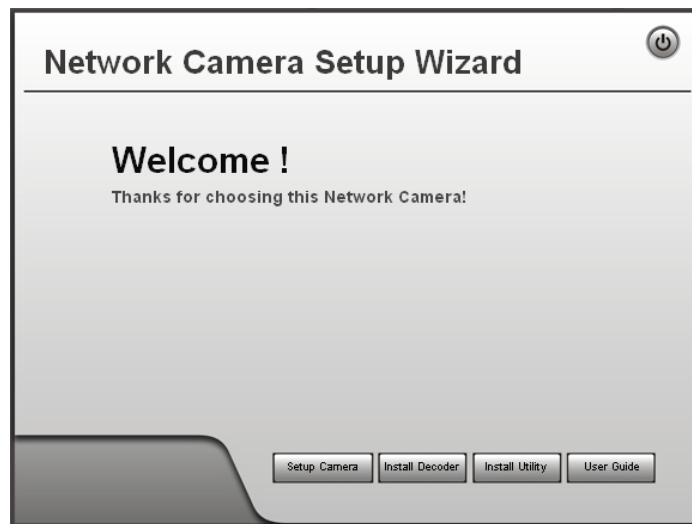 Network Camera Setup Wizard
Welcome !
Thanks for choosing this Network Camera!
Setup Camera
Install Decoder
Install Utility
User Guide